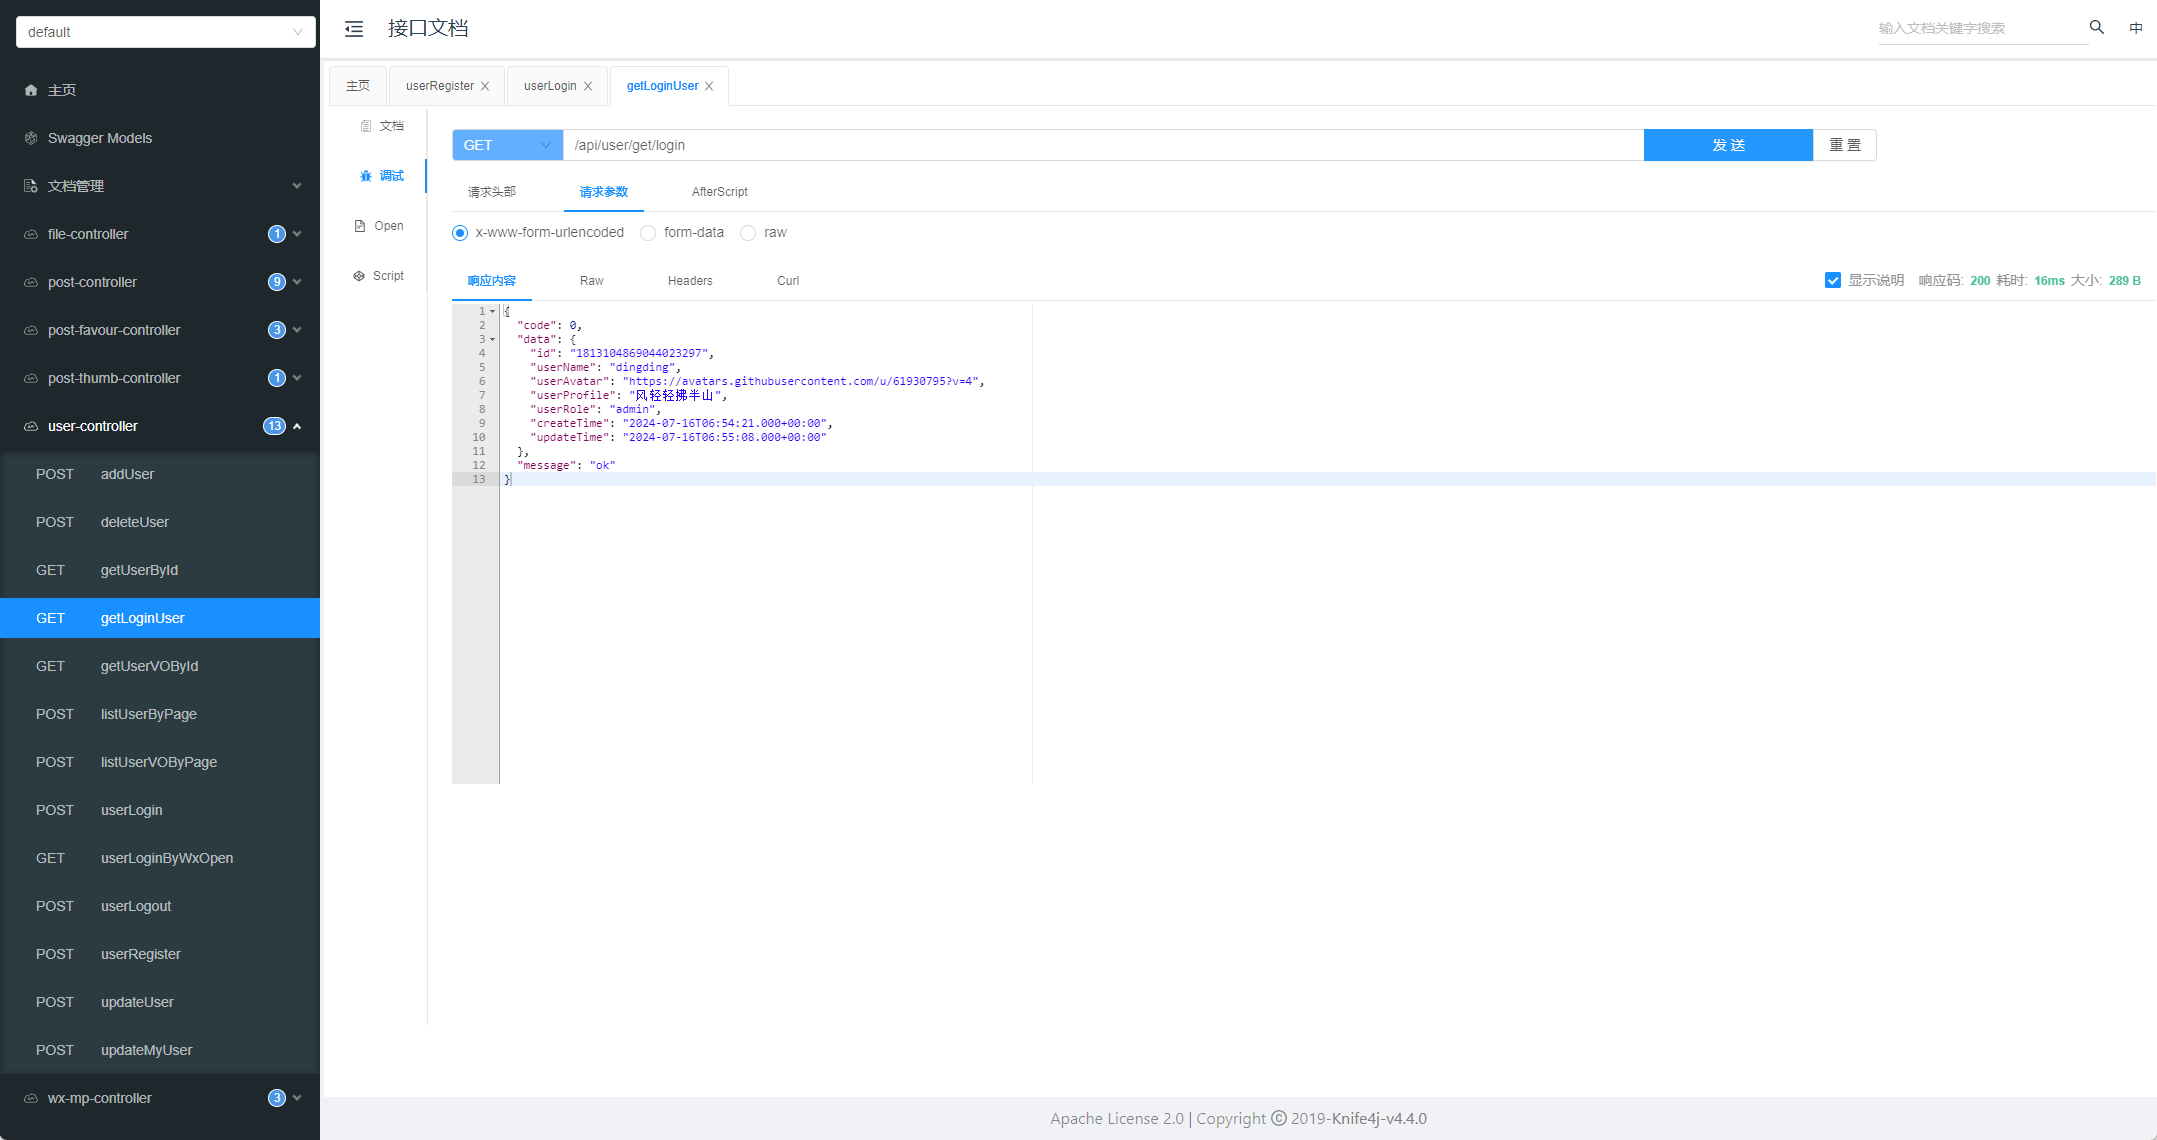 default
主页
Swagger Models
文档管理
file-controller 1
post-controller 9
post-favour-controller 3
post-thumb-controller 1
user-controller 13
POST addUser
POST deleteUser
GET getUserById
GET getLoginUser
GET getUserVOById
POST listUserByPage
POST listUserVOByPage
POST userLogin
GET userLoginByWxOpen
POST userLogout
POST userRegister
POST updateUser
POST updateMyUser
wx-mp-controller 3
接口文档
输入文档关键字搜索
中
主页 userRegister userLogin getLoginUser
文档
调试
Open
Script
GET /api/user/get/login 发 送 重 置
请求头部 请求参数 AfterScript
x-www-form-urlencoded form-data raw
响应内容 Raw Headers Curl 显示说明 响应码: 200 耗时: 16ms 大小: 289 B
1 {
2 "code": 0,
3 "data": {
4 "id": "1813104869044023297",
5 "userName": "dingding",
6 "userAvatar": "https://avatars.githubusercontent.com/u/61930795?v=4",
7 "userProfile": "风轻轻拂半山",
8 "userRole": "admin",
9 "createTime": "2024-07-16T06:54:21.000+00:00",
10 "updateTime": "2024-07-16T06:55:08.000+00:00"
11 },
12 "message": "ok"
13 }
Apache License 2.0 | Copyright © 2019-Knife4j-v4.4.0